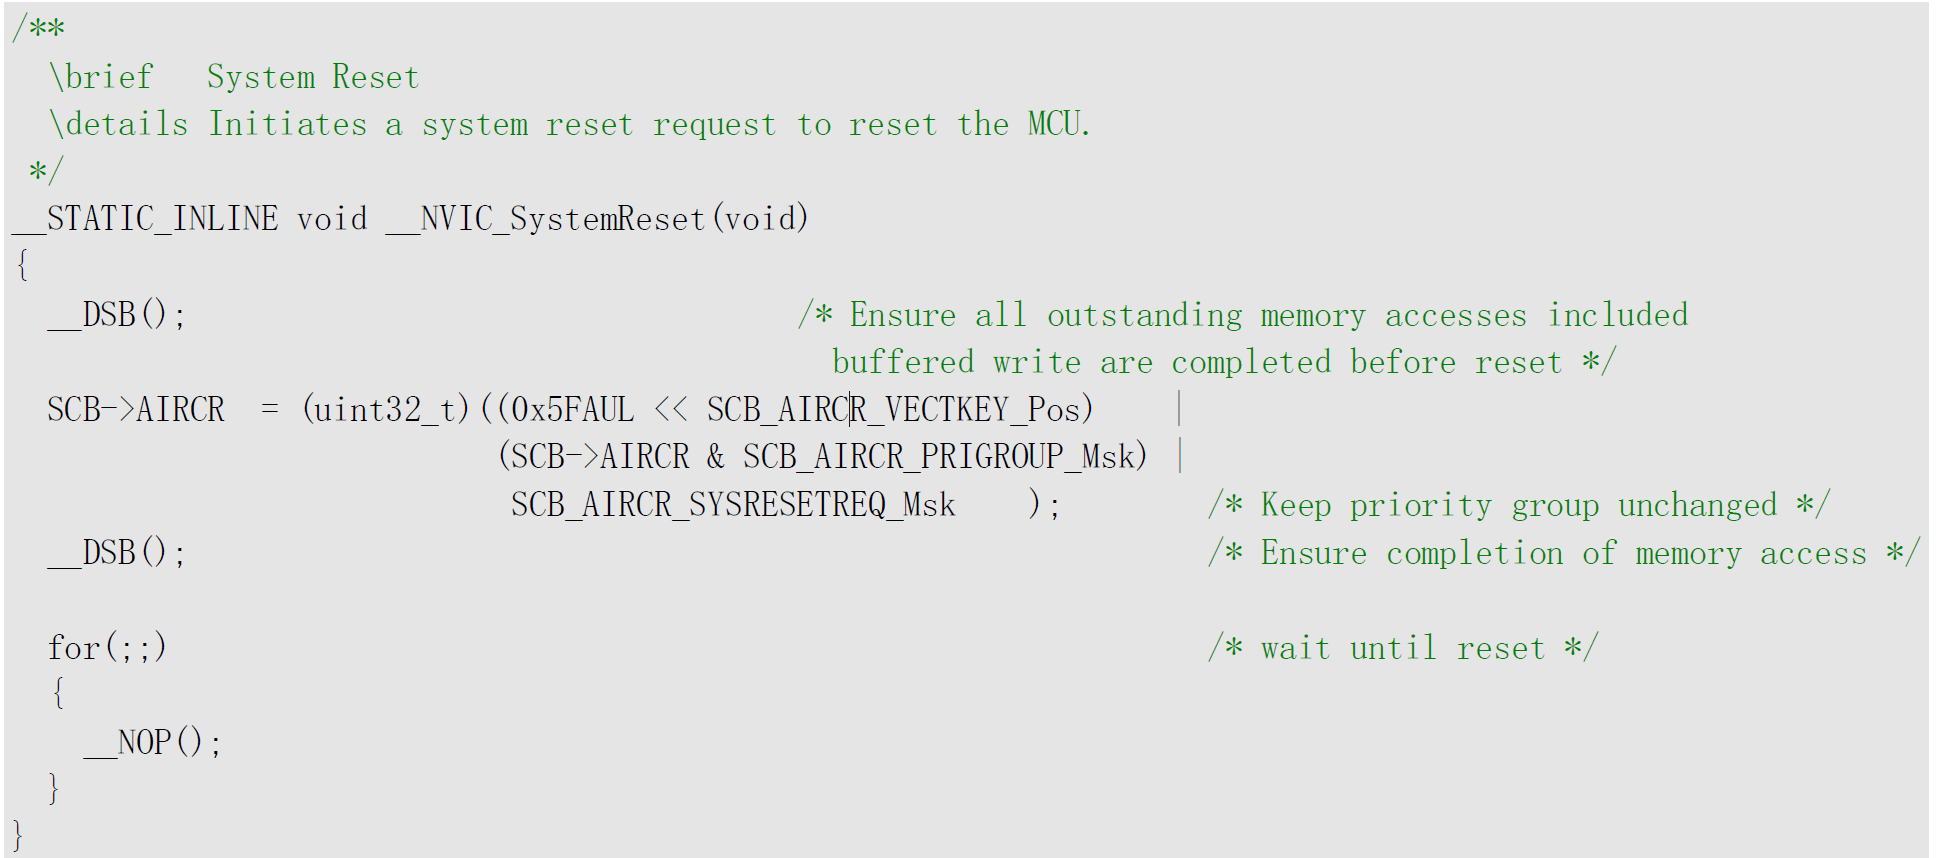 /**
  \brief   System Reset
  \details Initiates a system reset request to reset the MCU.
 */
__STATIC_INLINE void __NVIC_SystemReset(void)
{
  __DSB();                                  /* Ensure all outstanding memory accesses included
                                              buffered write are completed before reset */
  SCB->AIRCR  = (uint32_t)((0x5FAUL << SCB_AIRCR_VECTKEY_Pos)    |
                           (SCB->AIRCR & SCB_AIRCR_PRIGROUP_Msk) |
                            SCB_AIRCR_SYSRESETREQ_Msk    );        /* Keep priority group unchanged */
  __DSB();                                                         /* Ensure completion of memory access */
  for(;;)                                                          /* wait until reset */
  {
    __NOP();
  }
}